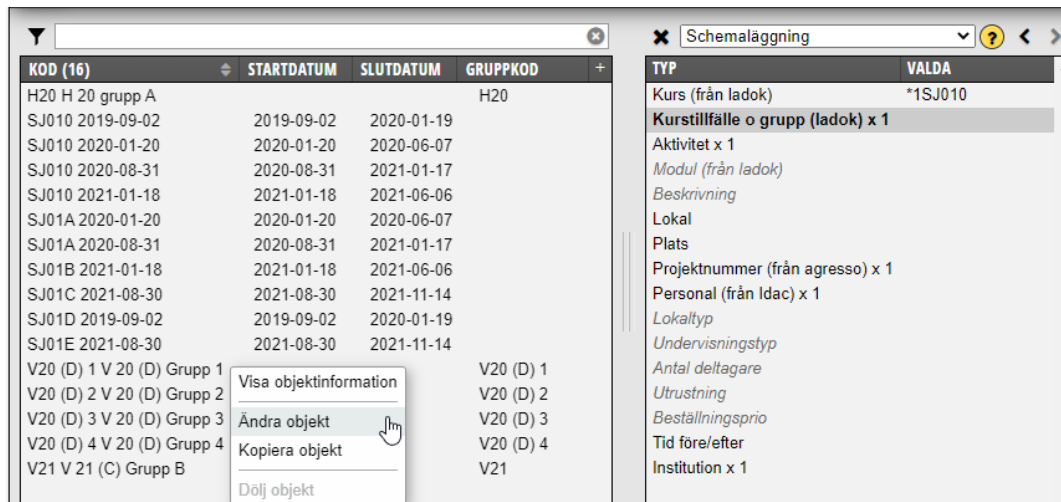 Schemaläggning ?
KOD (16) STARTDATUM SLUTDATUM GRUPPKOD +
H20 H 20 grupp A H20
SJ010 2019-09-02 2019-09-02 2020-01-19
SJ010 2020-01-20 2020-01-20 2020-06-07
SJ010 2020-08-31 2020-08-31 2021-01-17
SJ010 2021-01-18 2021-01-18 2021-06-06
SJ01A 2020-01-20 2020-01-20 2020-06-07
SJ01A 2020-08-31 2020-08-31 2021-01-17
SJ01B 2021-01-18 2021-01-18 2021-06-06
SJ01C 2021-08-30 2021-08-30 2021-11-14
SJ01D 2019-09-02 2019-09-02 2020-01-19
SJ01E 2021-08-30 2021-08-30 2021-11-14
V20 (D) 1 V 20 (D) Grupp 1 V20 (D) 1
V20 (D) 2 V 20 (D) Grupp 2 V20 (D) 2
V20 (D) 3 V 20 (D) Grupp 3 V20 (D) 3
V20 (D) 4 V 20 (D) Grupp 4 V20 (D) 4
V21 V 21 (C) Grupp B V21
Visa objektinformation
Ändra objekt
Kopiera objekt
Dölj objekt
TYP VALDA
Kurs (från ladok) *1SJ010
Kurstillfälle o grupp (ladok) x 1
Aktivitet x 1
Modul (från ladok)
Beskrivning
Lokal
Plats
Projektnummer (från agresso) x 1
Personal (från Idac) x 1
Lokaltyp
Undervisningstyp
Antal deltagare
Utrustning
Beställningsprio
Tid före/efter
Institution x 1